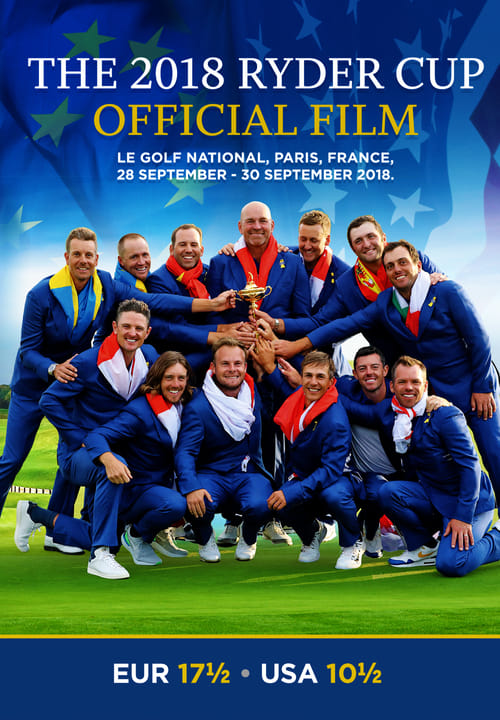 THE 2018 RYDER CUP
OFFICIAL FILM
LE GOLF NATIONAL, PARIS, FRANCE,
28 SEPTEMBER - 30 SEPTEMBER 2018.
EUR 17½ • USA 10½